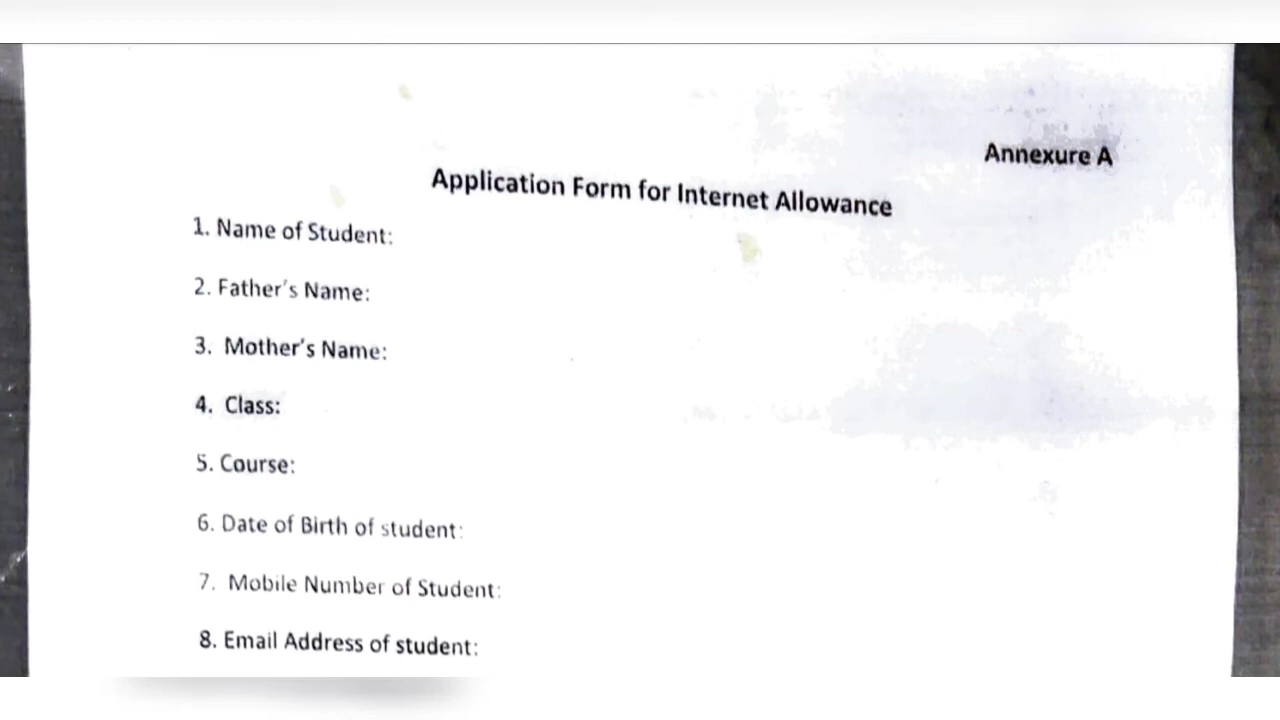 Annexure A
Application Form for Internet Allowance
1. Name of Student:
2. Father's Name:
3. Mother's Name:
4. Class:
5. Course:
6. Date of Birth of student:
7. Mobile Number of Student:
8. Email Address of student: